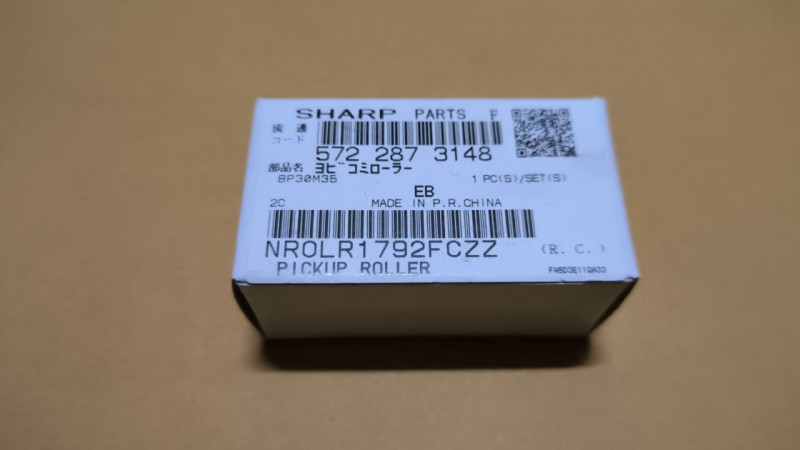 SHARP PARTS F
流通
コード
572 287 3148
部品名 ヨビコミローラー
BP30M35 1 PC(S)/SET(S)
EB
2C MADE IN P.R.CHINA
NROLR1792FCZZ (R.C.)
PICKUP ROLLER